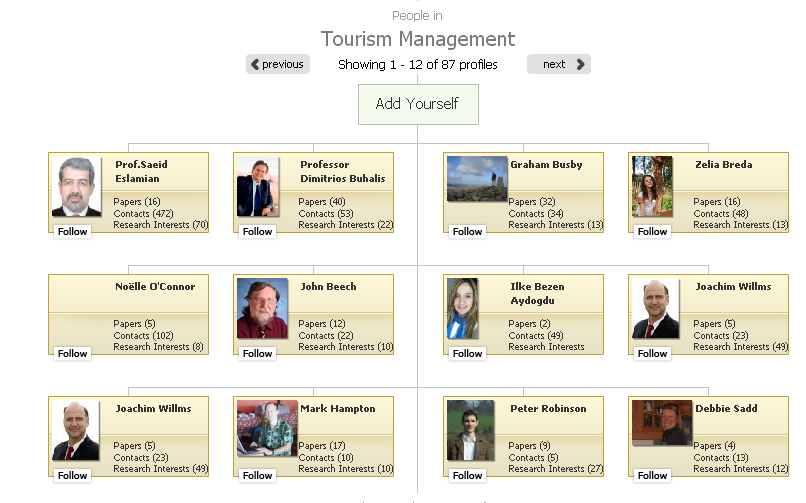 People in
Tourism Management
previous
Showing 1 - 12 of 87 profiles
next
Add Yourself
Prof.Saeid
Eslamian
Papers (16)
Contacts (472)
Research Interests (70)
Follow
Professor
Dimitrios Buhalis
Papers (40)
Contacts (53)
Research Interests (22)
Follow
Graham Busby
Papers (32)
Contacts (34)
Research Interests (13)
Follow
Zelia Breda
Papers (16)
Contacts (48)
Research Interests (13)
Follow
Noëlle O'Connor
Papers (5)
Contacts (102)
Research Interests (8)
Follow
John Beech
Papers (12)
Contacts (22)
Research Interests (10)
Follow
Ilke Bezen
Aydogdu
Papers (2)
Contacts (49)
Research Interests
Follow
Joachim Willms
Papers (5)
Contacts (23)
Research Interests (49)
Follow
Joachim Willms
Papers (5)
Contacts (23)
Research Interests (49)
Follow
Mark Hampton
Papers (17)
Contacts (10)
Research Interests (10)
Follow
Peter Robinson
Papers (9)
Contacts (5)
Research Interests (27)
Follow
Debbie Sadd
Papers (4)
Contacts (13)
Research Interests (12)
Follow